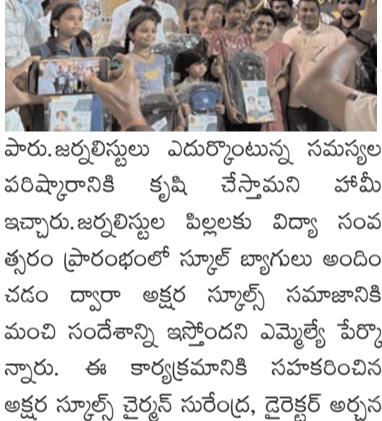 పారు. జర్నలిస్టులు ఎదుర్కొంటున్న సమస్యల
పరిష్కారానికి కృషి చేస్తామని హామీ
ఇచ్చారు. జర్నలిస్టుల పిల్లలకు విద్యా సంవ
త్సరం ప్రారంభంలో స్కూల్ బ్యాగులు అందిం
చడం ద్వారా అక్షర స్కూల్స్ సమాజానికి
మంచి సందేశాన్ని ఇస్తోందని ఎమ్మెల్యే పేర్కొ
న్నారు. ఈ కార్యక్రమానికి సహకరించిన
అక్షర స్కూల్స్ చైర్మన్ సురేంద్ర, డైరెక్టర్ అర్చన